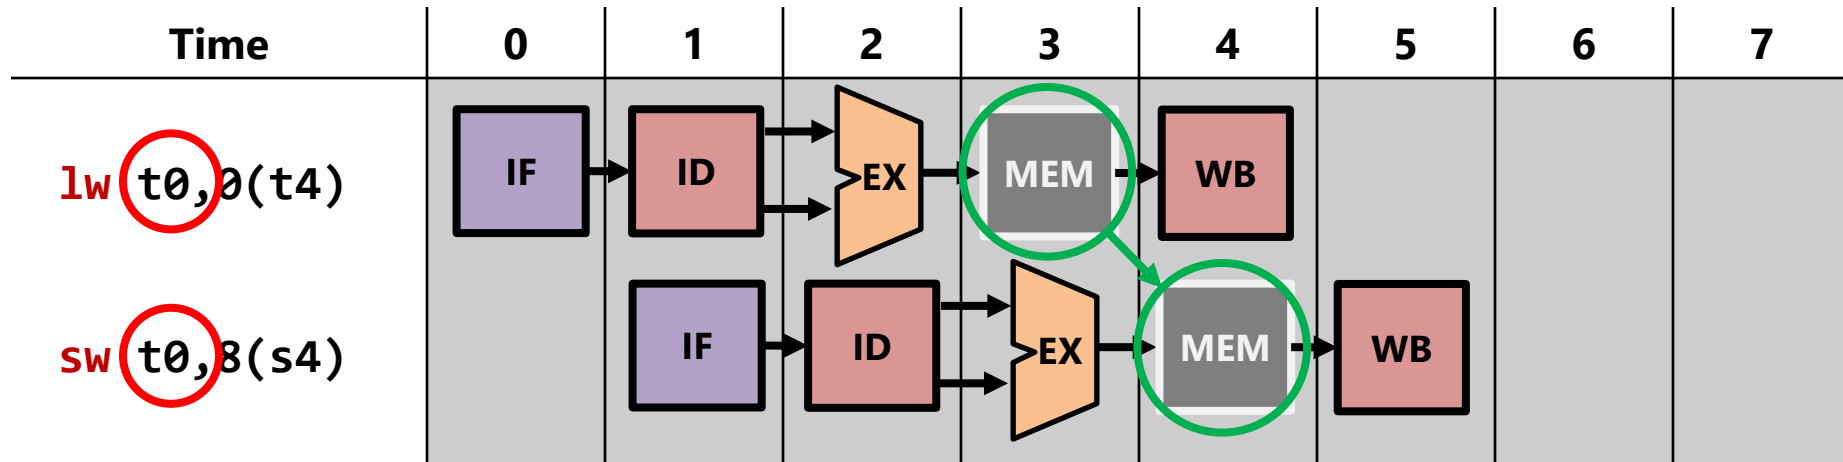 Time 0 1 2 3 4 5 6 7
lw t0,0(t4) IF ID EX MEM WB
sw t0,8(s4) IF ID EX MEM WB